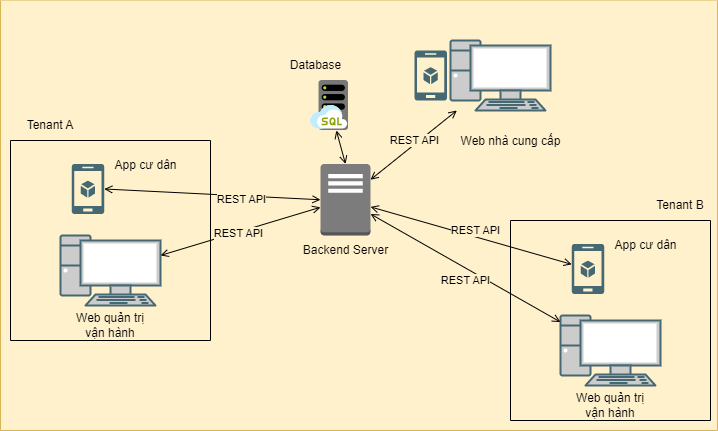 Database
SQL
REST API
Web nhà cung cấp
Tenant A
App cư dân
REST API
REST API
Web quản trị
vận hành
Backend Server
Tenant B
REST API
App cư dân
REST API
Web quản trị
vận hành